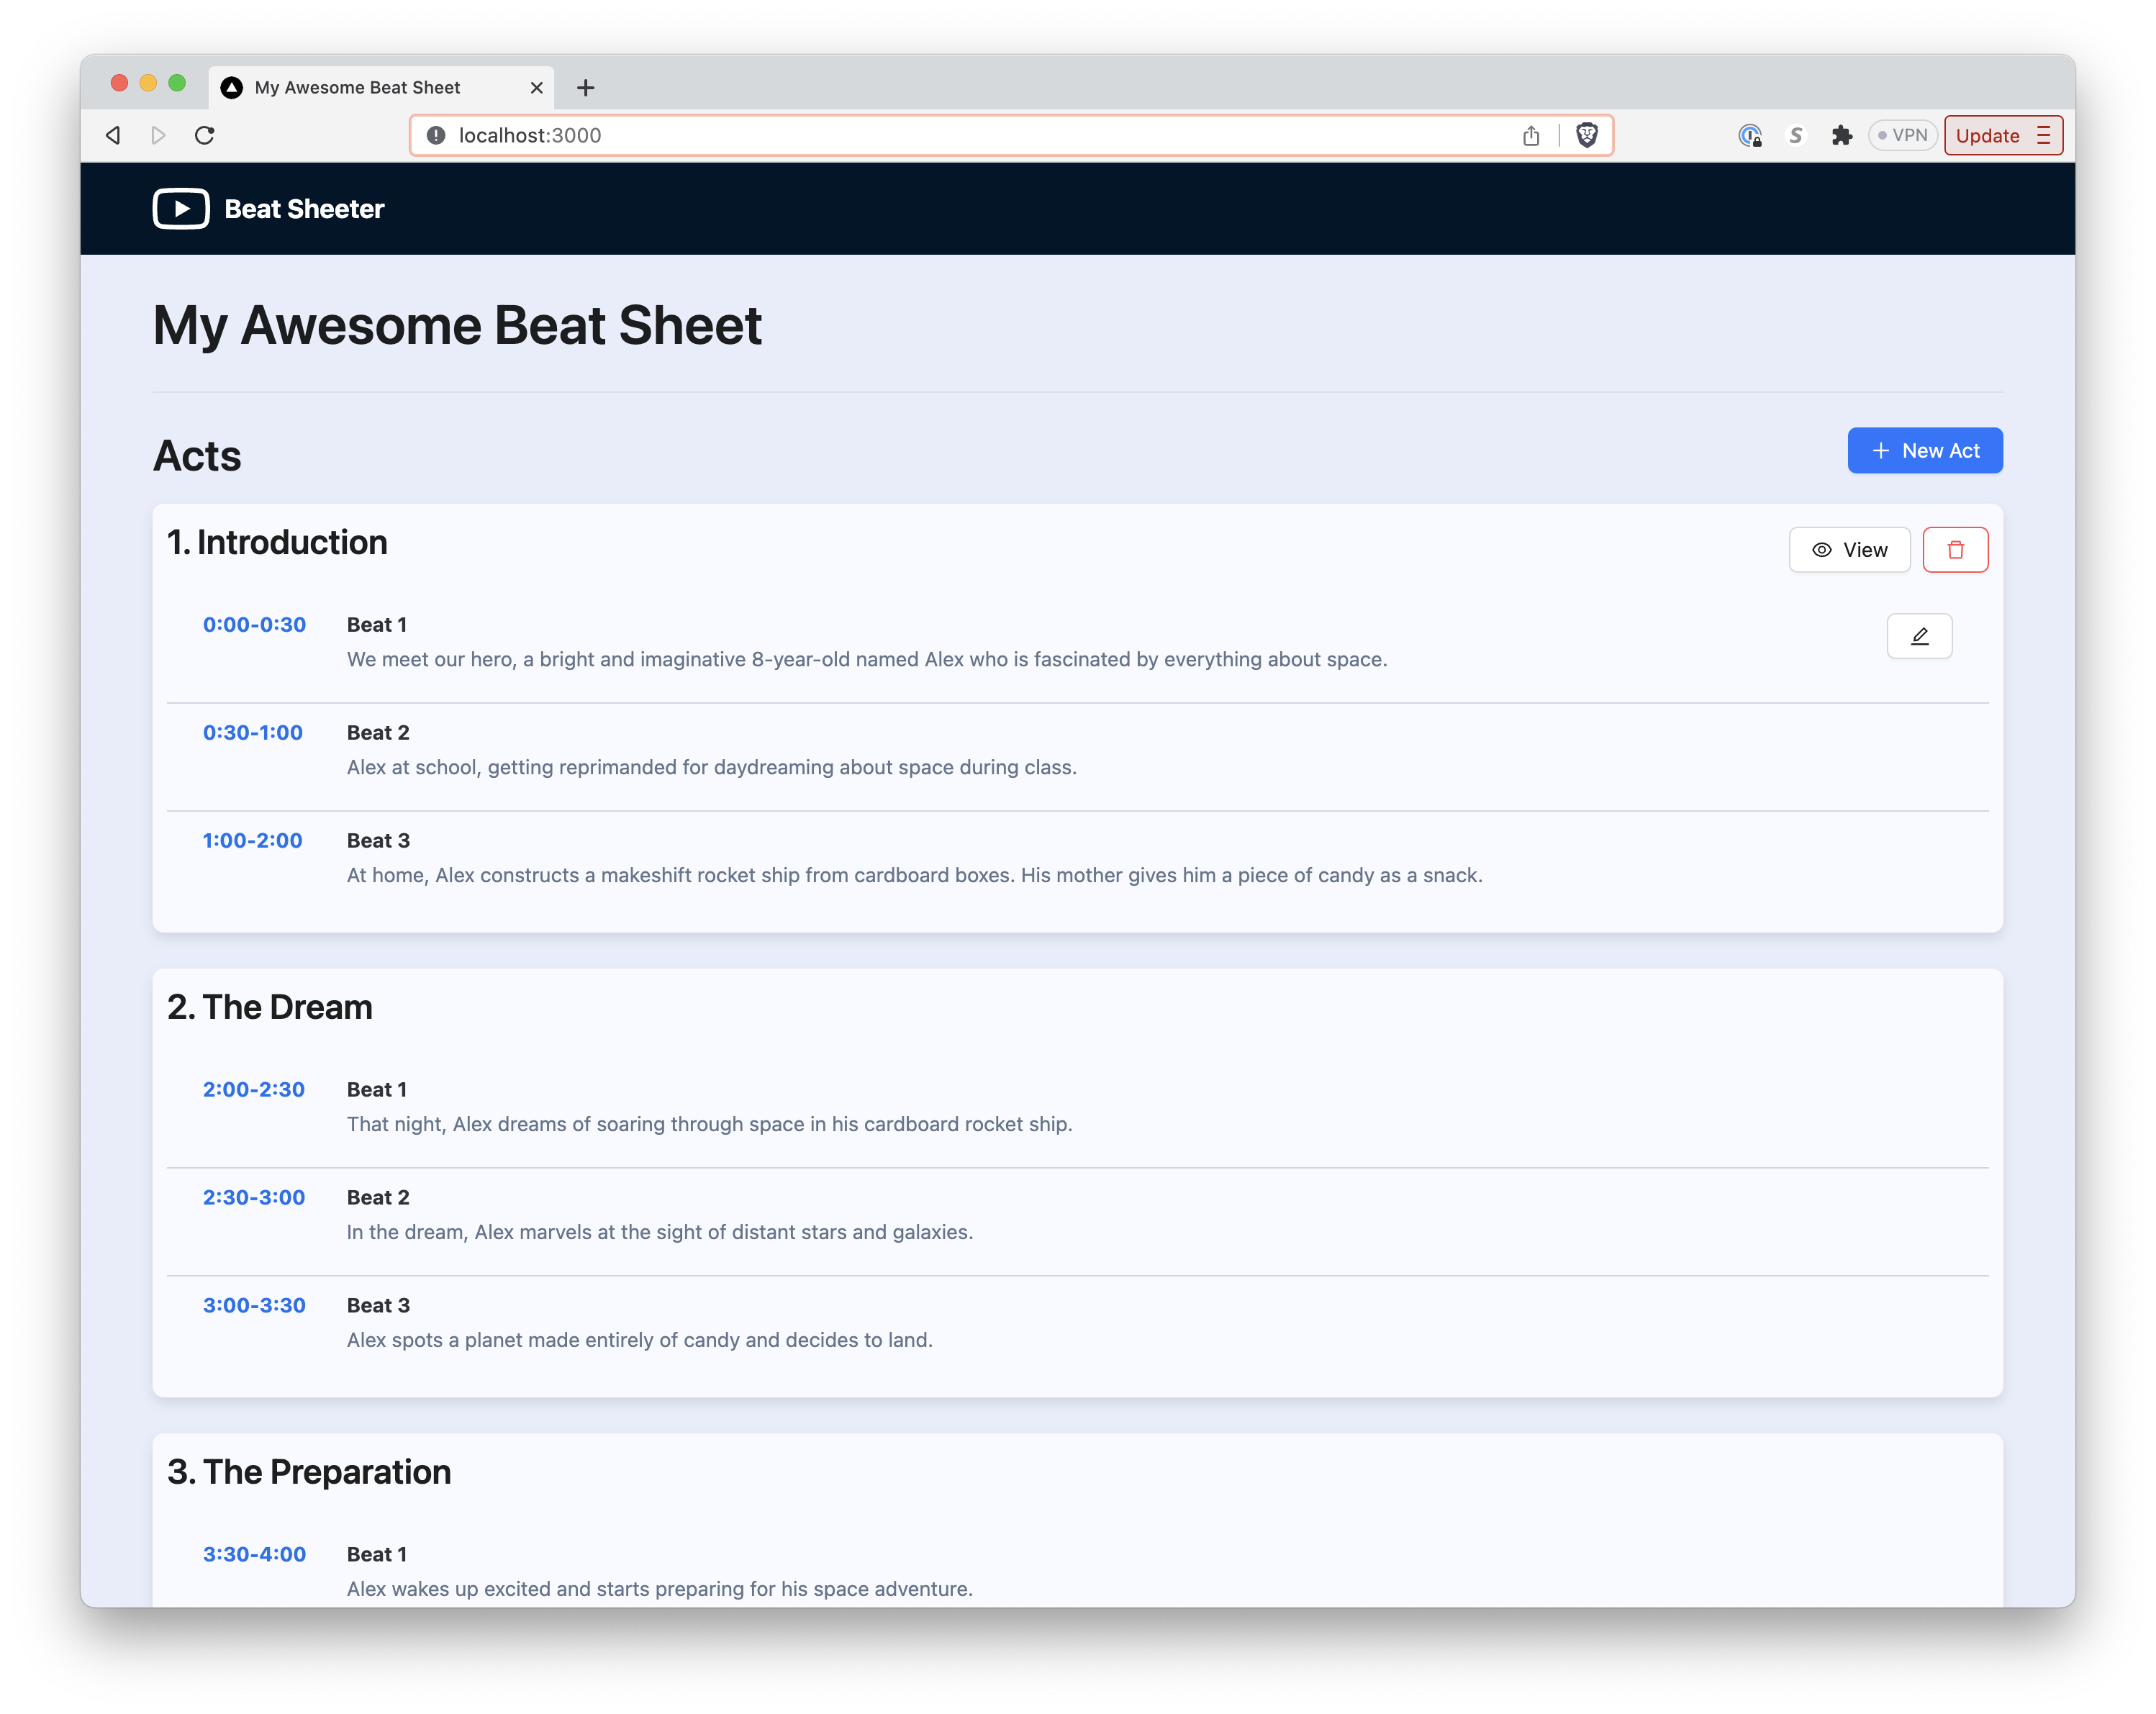 My Awesome Beat Sheet
localhost:3000
VPN
Update
Beat Sheeter
My Awesome Beat Sheet
Acts
New Act
1. Introduction
View
0:00-0:30
Beat 1
We meet our hero, a bright and imaginative 8-year-old named Alex who is fascinated by everything about space.
0:30-1:00
Beat 2
Alex at school, getting reprimanded for daydreaming about space during class.
1:00-2:00
Beat 3
At home, Alex constructs a makeshift rocket ship from cardboard boxes. His mother gives him a piece of candy as a snack.
2. The Dream
2:00-2:30
Beat 1
That night, Alex dreams of soaring through space in his cardboard rocket ship.
2:30-3:00
Beat 2
In the dream, Alex marvels at the sight of distant stars and galaxies.
3:00-3:30
Beat 3
Alex spots a planet made entirely of candy and decides to land.
3. The Preparation
3:30-4:00
Beat 1
Alex wakes up excited and starts preparing for his space adventure.